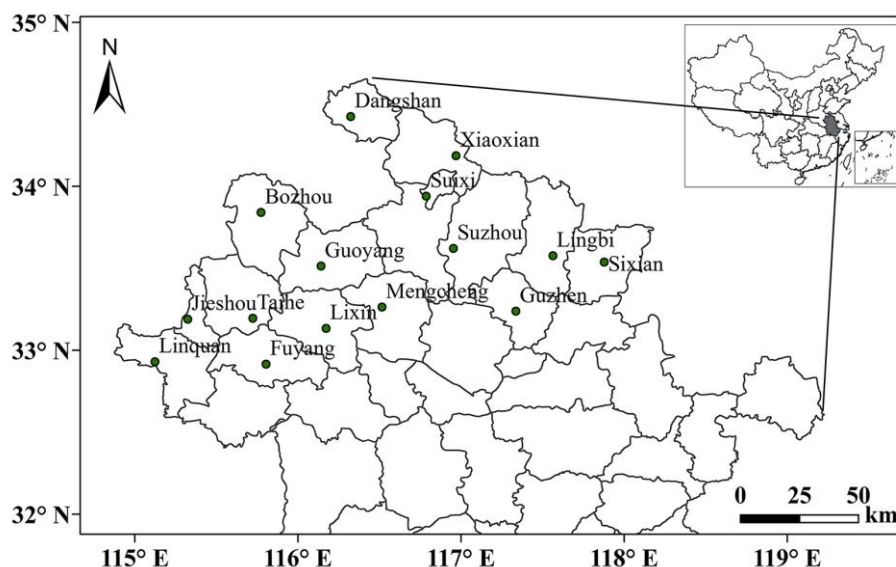 35° N
N
Dangshan
Xiaoxian
34° N
Suixi
Bozhou
Suzhou
Lingbi
Guoyang
Sixian
Mengcheng
Guzhen
Jieshou
Taihe
Lixin
33° N
Linquan
Fuyang
32° N
0 25 50
km
115° E 116° E 117° E 118° E 119° E